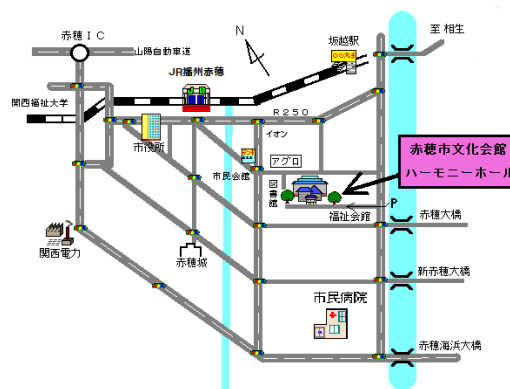 赤穂IC
山陽自動車道
N
坂越駅
至 相生
JR播州赤穂
関西福祉大学
R250
市役所
イオン
市民会館
アグロ
図書館
赤穂市文化会館
ハーモニーホール
P
福祉会館
赤穂大橋
関西電力
赤穂城
新赤穂大橋
市民病院
赤穂海浜大橋